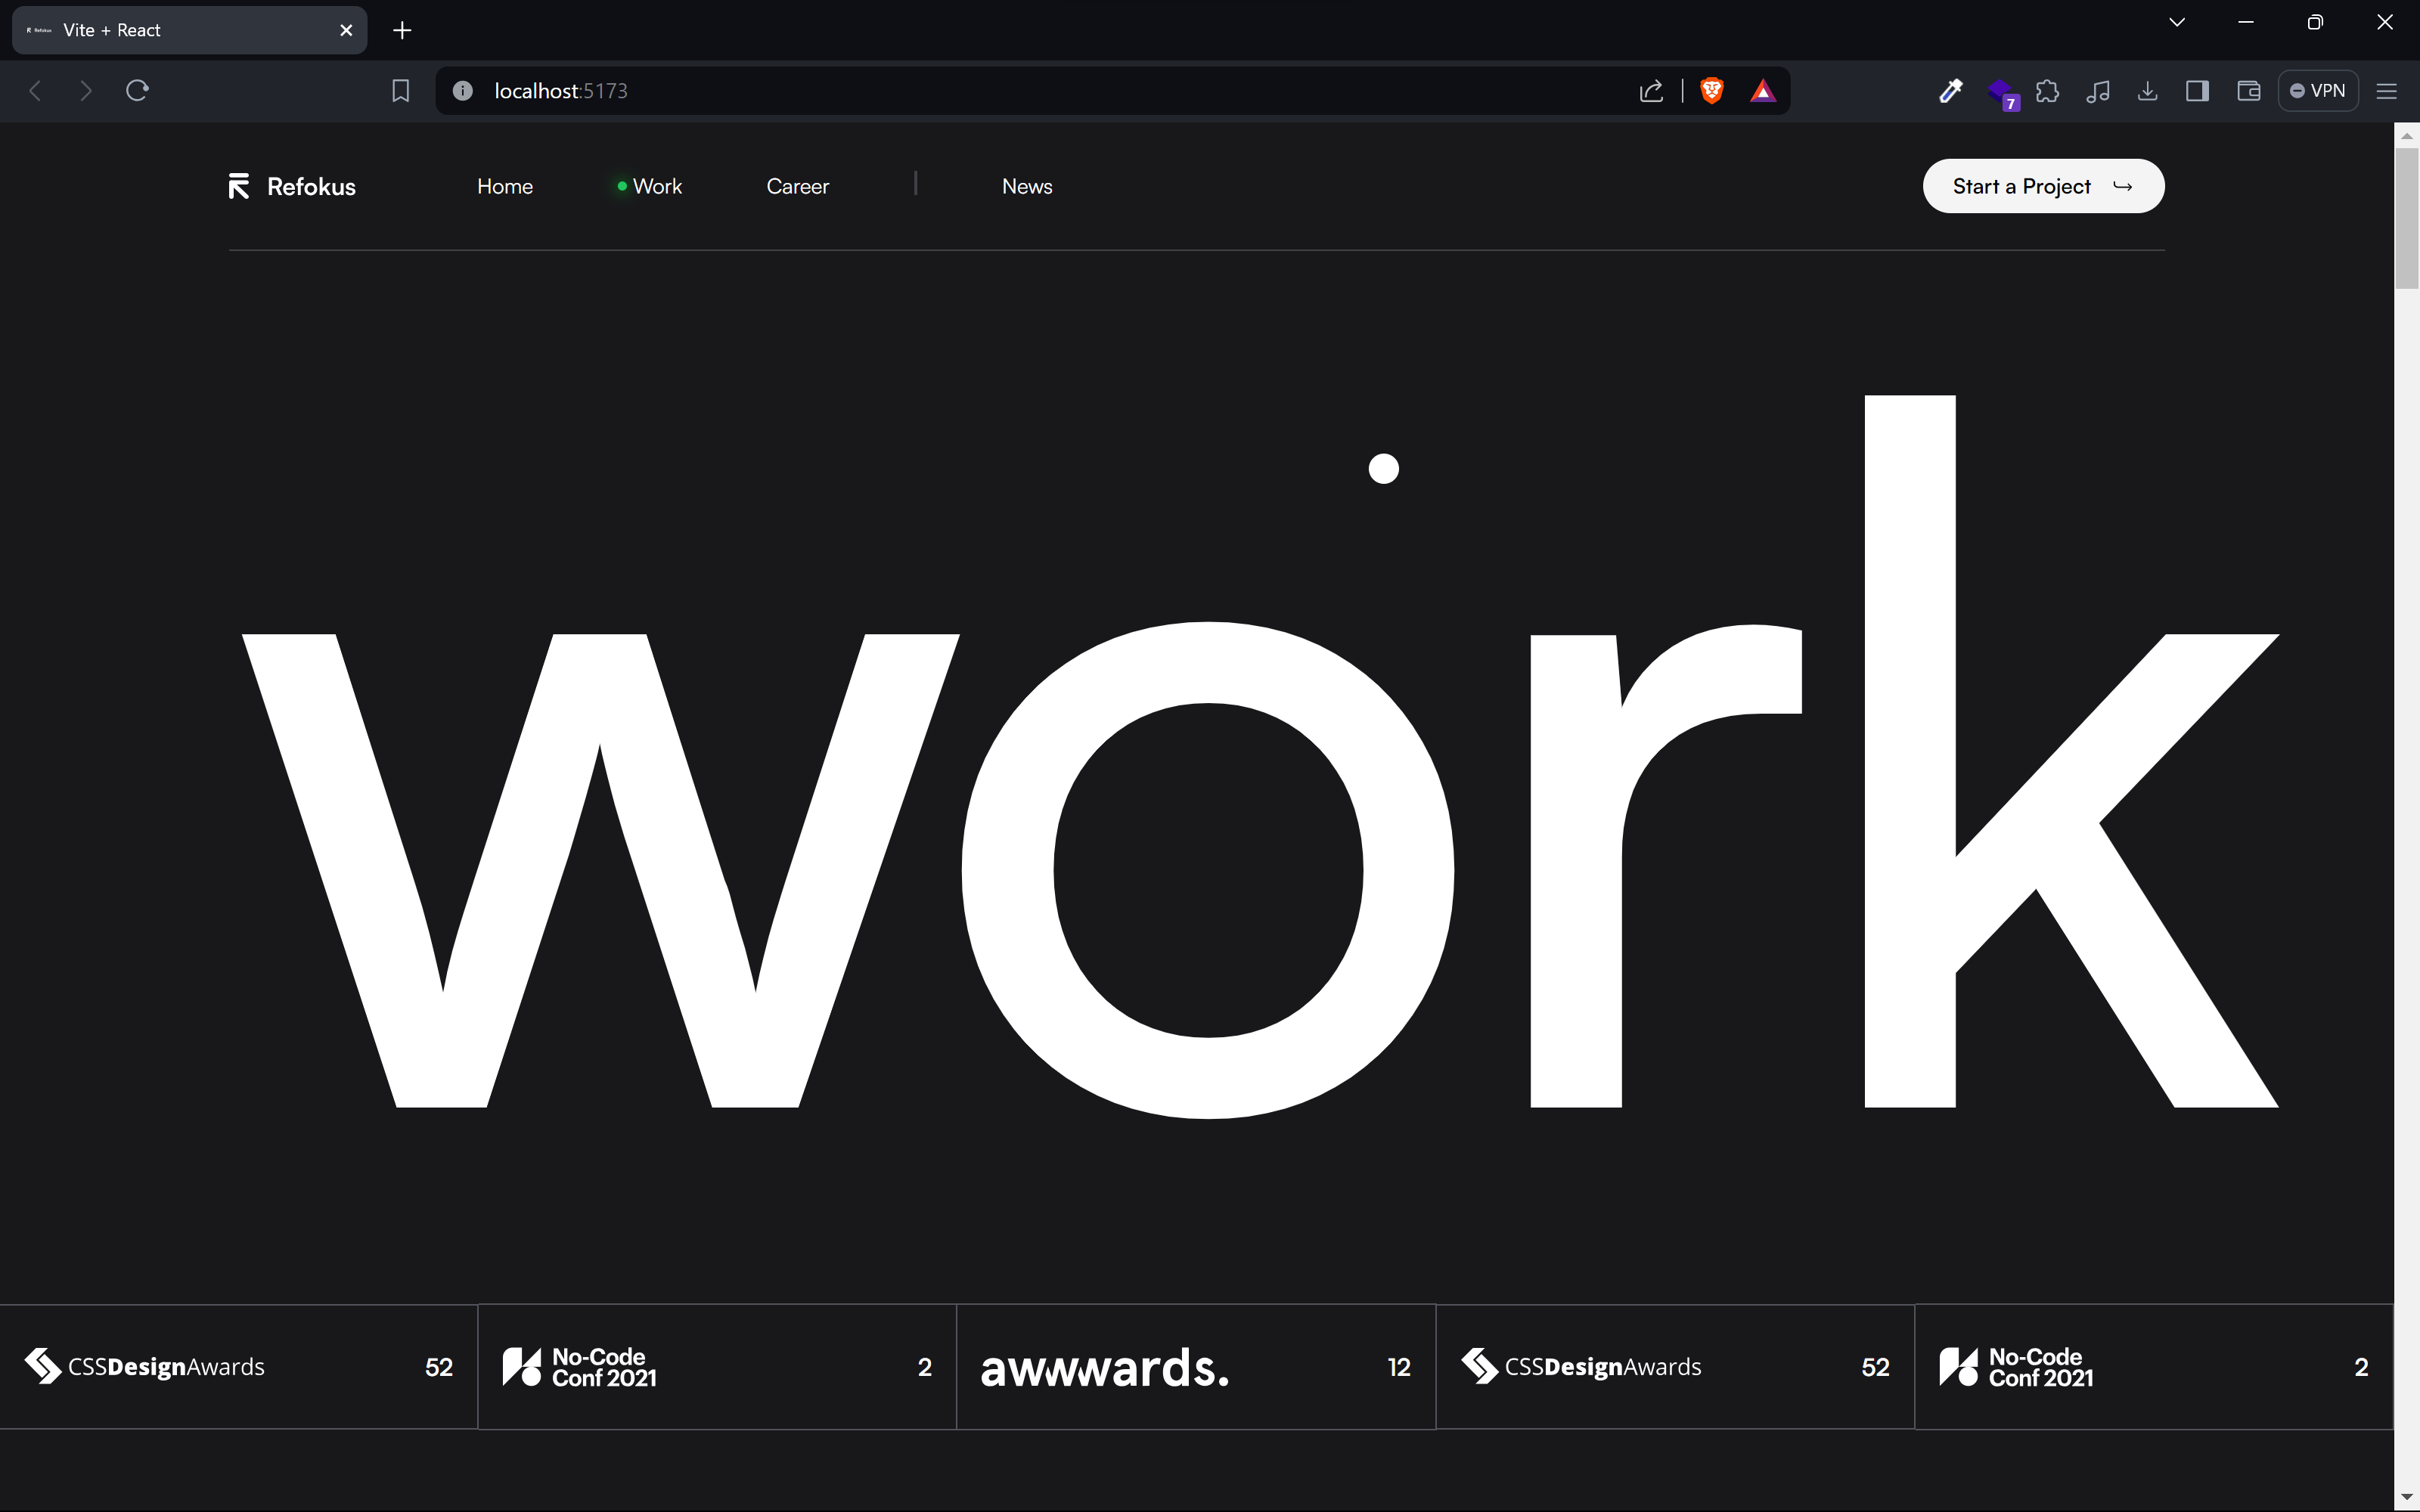 Vite + React
localhost:5173
7
VPN
Refokus
Home
Work
Career
News
Start a Project
work
CSSDesignAwards 52
No-Code
Conf 2021
2
awwwards. 12
CSSDesignAwards 52
No-Code
Conf 2021
2